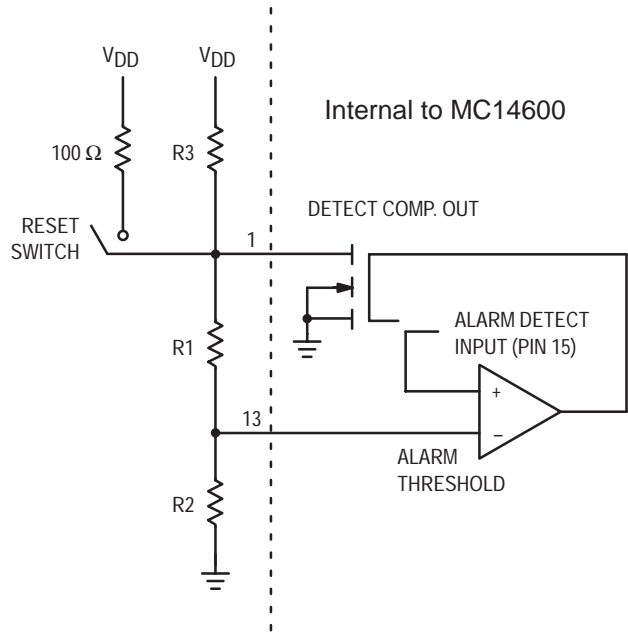 VDD
VDD
Internal to MC14600
100 Ω
R3
DETECT COMP. OUT
RESET
SWITCH
1
R1
ALARM DETECT
INPUT (PIN 15)
+
13
–
ALARM
THRESHOLD
R2